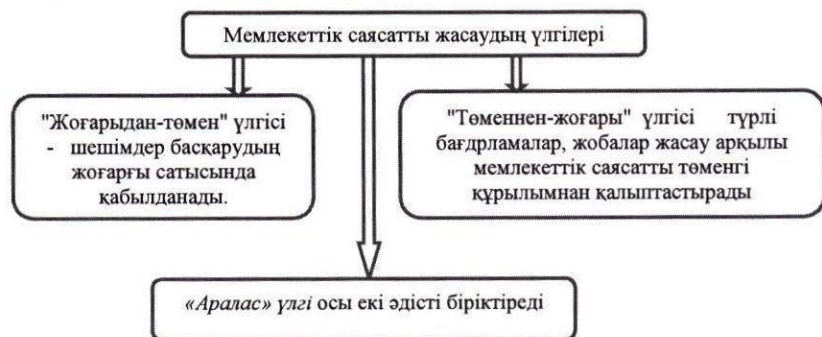 Мемлекеттік саясатты жасаудың үлгілері
"Жоғарыдан-төмен" үлгісі
- шешімдер басқарудың
жоғарғы сатысында
қабылданады.
"Төменнен-жоғары" үлгісі түрлі
бағдрламалар, жобалар жасау арқылы
мемлекеттік саясатты төменгі
құрылымнан қалыптастырады
«Аралас» үлгі осы екі әдісті біріктіреді